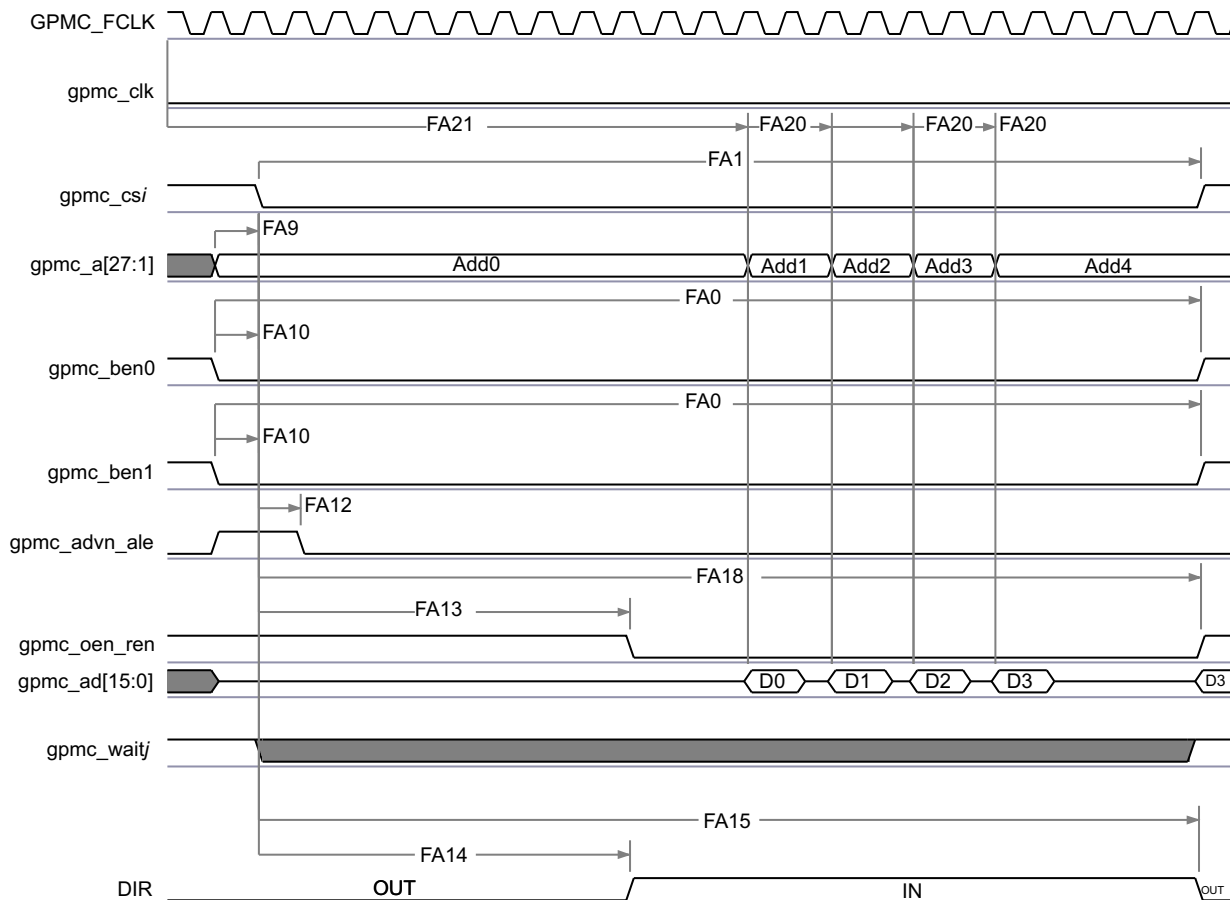 GPMC_FCLK
gpmc_clk
FA21 FA20 FA20 FA20
FA1
gpmc_csi
FA9
gpmc_a[27:1] Add0 Add1 Add2 Add3 Add4
FA0
FA10
gpmc_ben0
FA0
FA10
gpmc_ben1
FA12
gpmc_advn_ale
FA18
FA13
gpmc_oen_ren
gpmc_ad[15:0] D0 D1 D2 D3 D3
gpmc_waitj
FA15
FA14
DIR OUT IN OUT